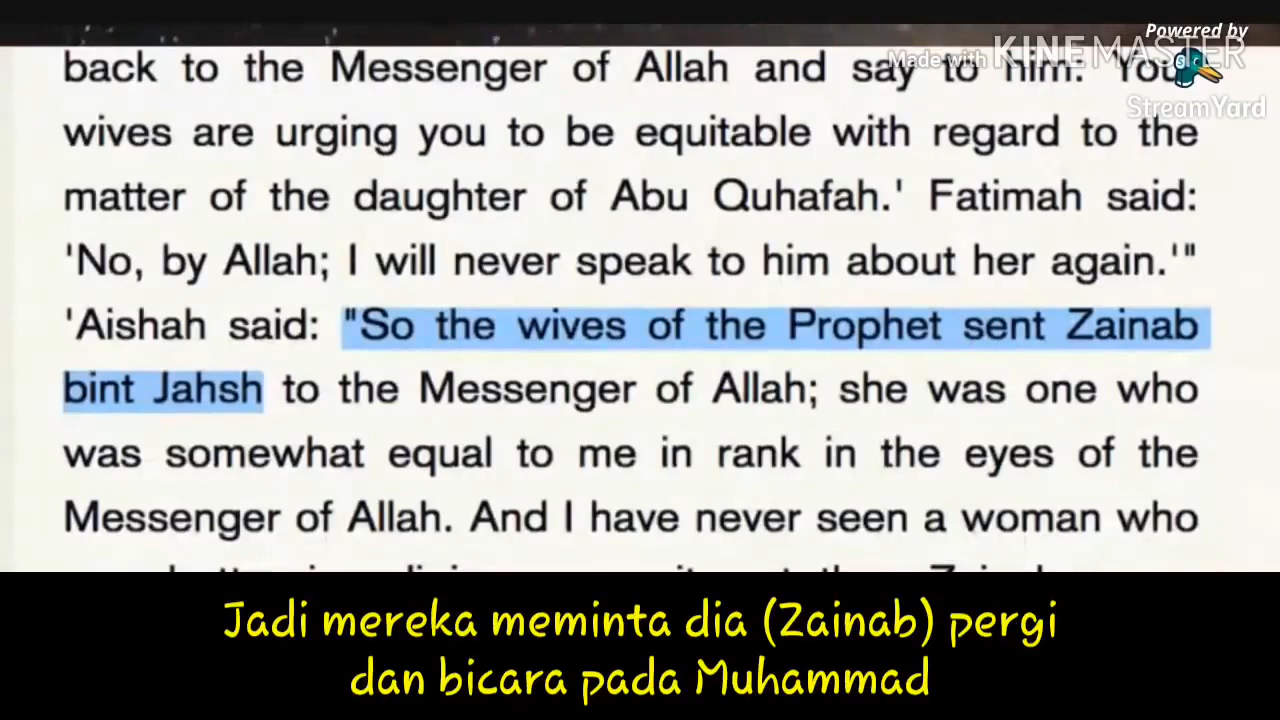 Powered by
Made with KINEMASTER
StreamYard
back to the Messenger of Allah and say to him: 'Your
wives are urging you to be equitable with regard to the
matter of the daughter of Abu Quhafah.' Fatimah said:
'No, by Allah; I will never speak to him about her again.'"
'Aishah said: "So the wives of the Prophet sent Zainab
bint Jahsh to the Messenger of Allah; she was one who
was somewhat equal to me in rank in the eyes of the
Messenger of Allah. And I have never seen a woman who
Jadi mereka meminta dia (Zainab) pergi
dan bicara pada Muhammad